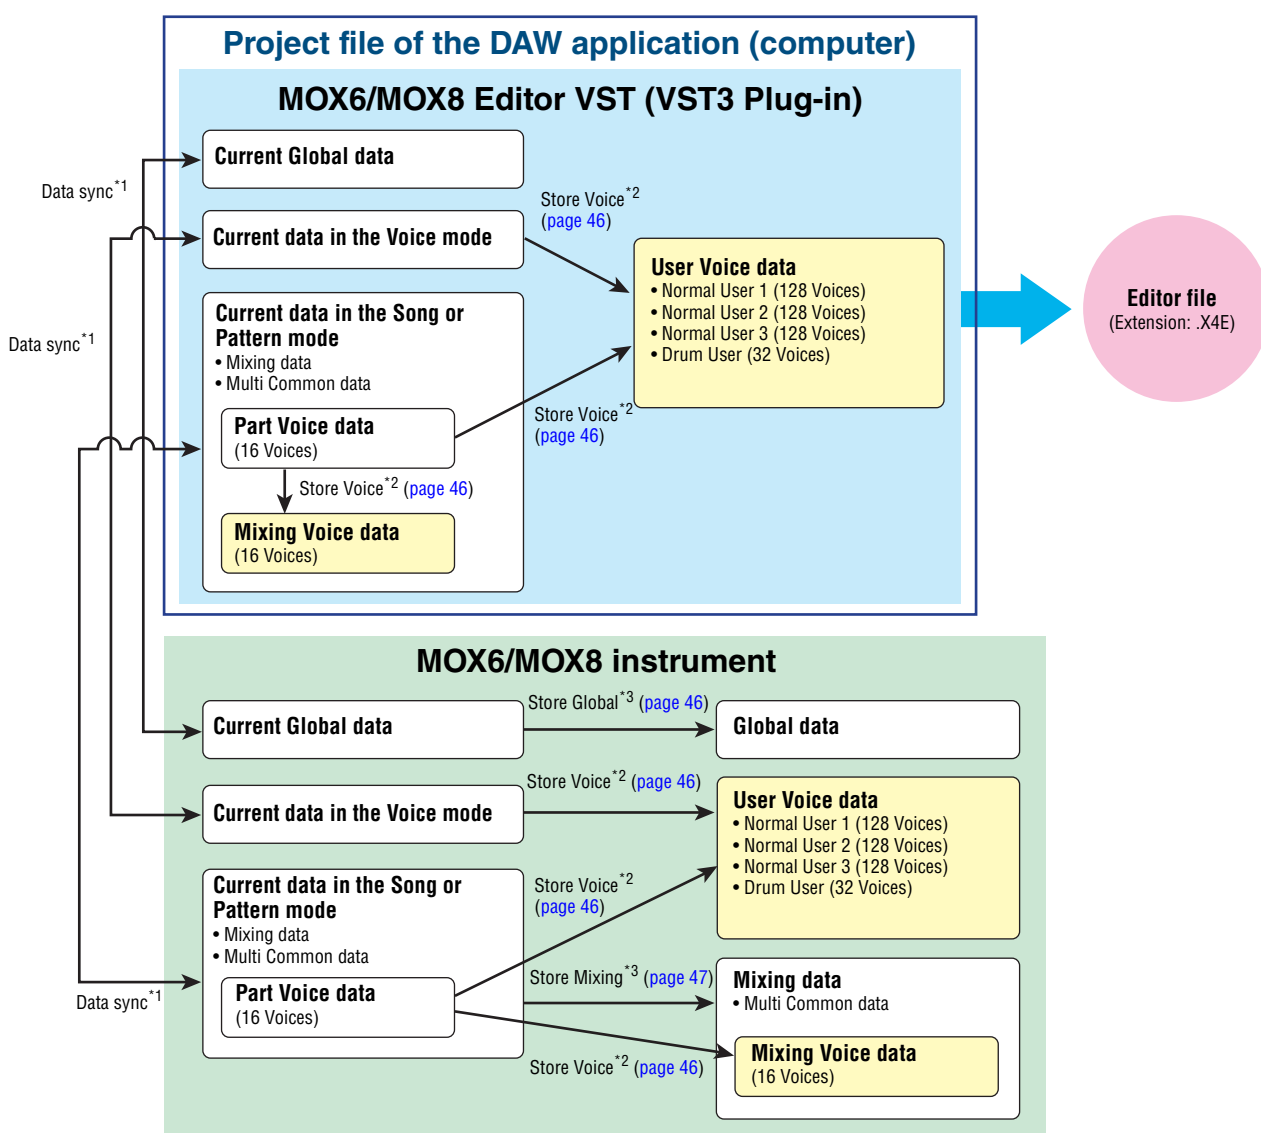 Project file of the DAW application (computer)
MOX6/MOX8 Editor VST (VST3 Plug-in)
Current Global data
Data sync*1
Store Voice*2
(page 46)
Current data in the Voice mode
User Voice data
• Normal User 1 (128 Voices)
• Normal User 2 (128 Voices)
• Normal User 3 (128 Voices)
• Drum User (32 Voices)
Editor file
(Extension: .X4E)
Current data in the Song or
Pattern mode
• Mixing data
• Multi Common data
Data sync*1
Part Voice data
(16 Voices)
Store Voice*2
(page 46)
Store Voice*2 (page 46)
Mixing Voice data
(16 Voices)
MOX6/MOX8 instrument
Current Global data
Store Global*3 (page 46)
Global data
Current data in the Voice mode
Store Voice*2 (page 46)
User Voice data
• Normal User 1 (128 Voices)
• Normal User 2 (128 Voices)
• Normal User 3 (128 Voices)
• Drum User (32 Voices)
Current data in the Song or
Pattern mode
• Mixing data
• Multi Common data
Store Voice*2
(page 46)
Data sync*1
Part Voice data
(16 Voices)
Store Mixing*3 (page 47)
Mixing data
• Multi Common data
Store Voice*2 (page 46)
Mixing Voice data
(16 Voices)